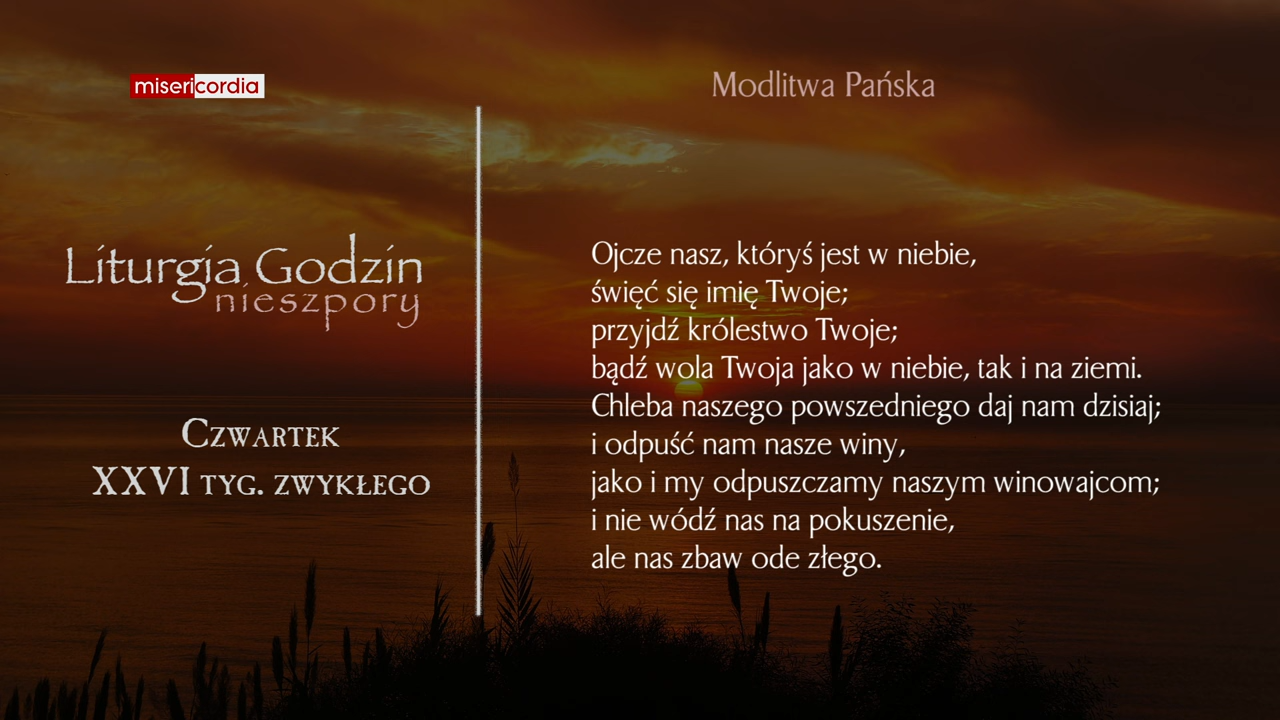 misericordia
Liturgia Godzin
nieszpory
Czwartek
XXVI tyg. zwykłego
Modlitwa Pańska
Ojcze nasz, któryś jest w niebie,
święć się imię Twoje;
przyjdź królestwo Twoje;
bądź wola Twoja jako w niebie, tak i na ziemi.
Chleba naszego powszedniego daj nam dzisiaj;
i odpuść nam nasze winy,
jako i my odpuszczamy naszym winowajcom;
i nie wódź nas na pokuszenie,
ale nas zbaw ode złego.